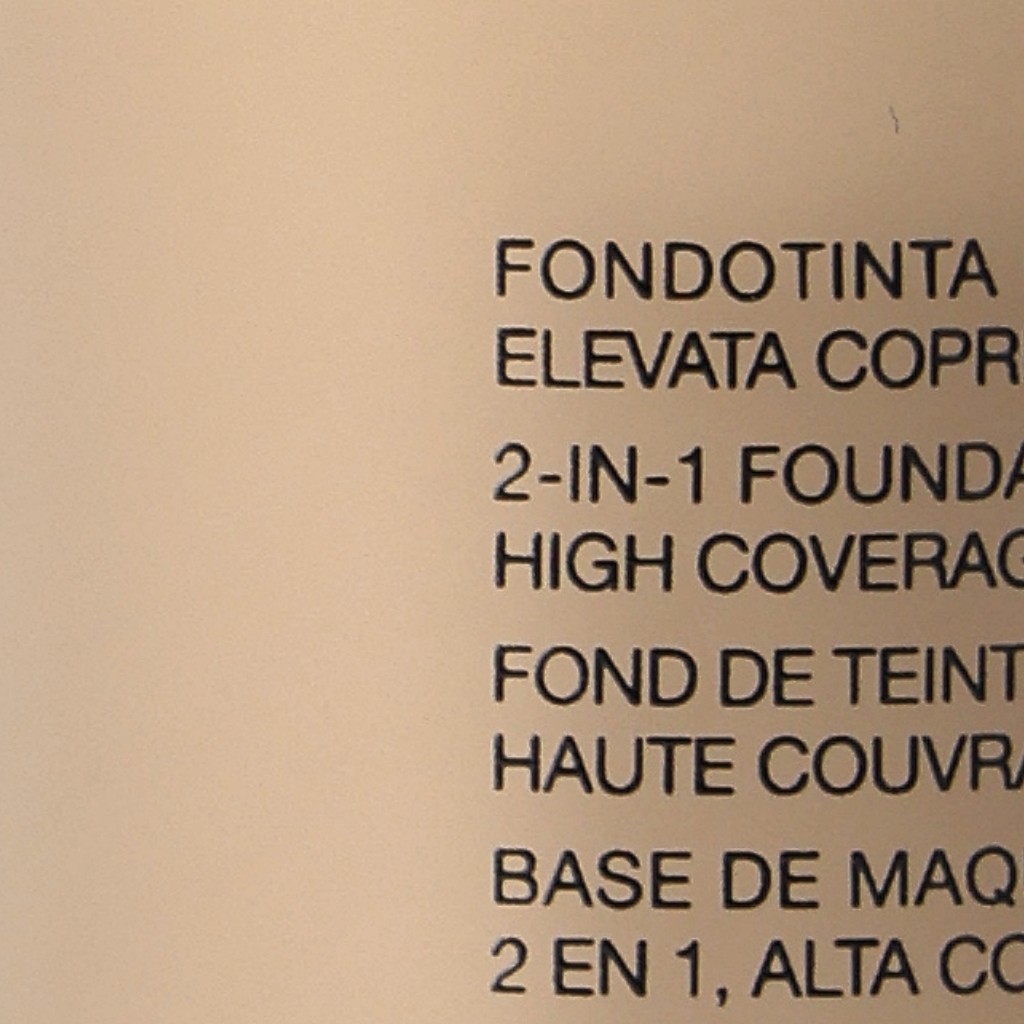 FONDOTINTA
ELEVATA COPR
2-IN-1 FOUNDA
HIGH COVERAG
FOND DE TEINT
HAUTE COUVRA
BASE DE MAQ
2 EN 1, ALTA CO